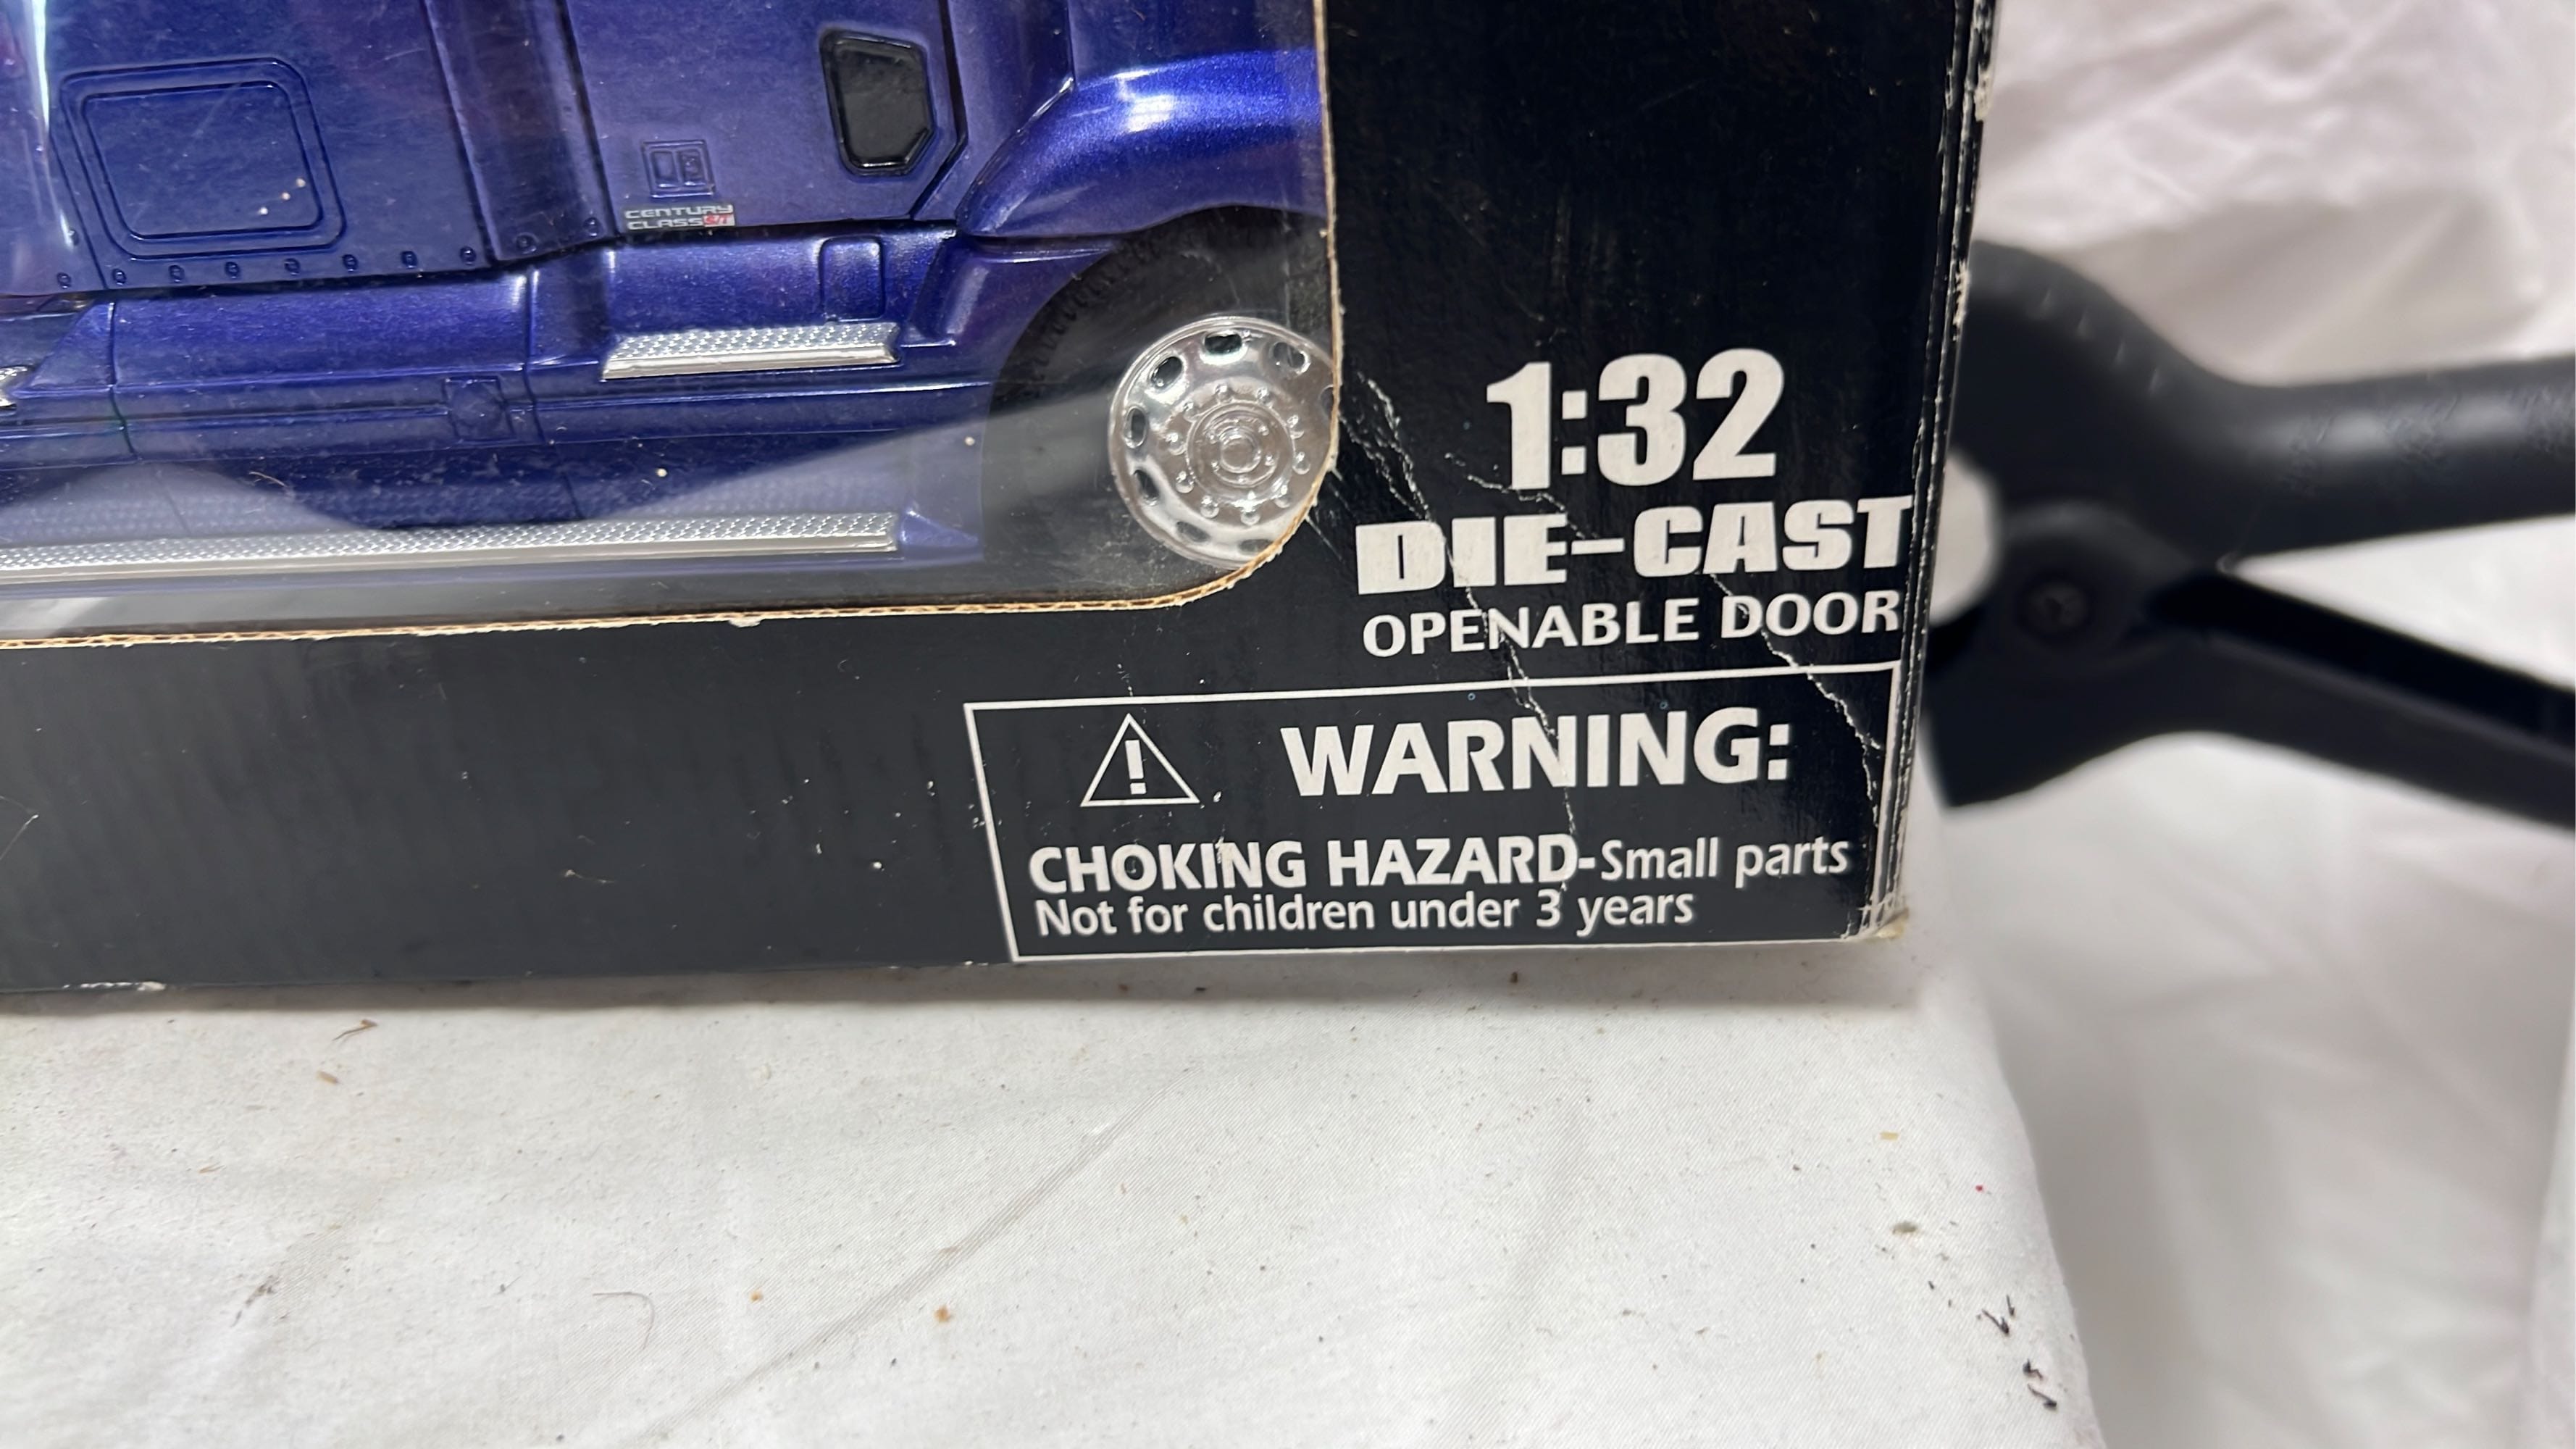 CENTURY
CLASS S/T
1:32
DIE-CAST
OPENABLE DOOR
WARNING:
CHOKING HAZARD-Small parts
Not for children under 3 years